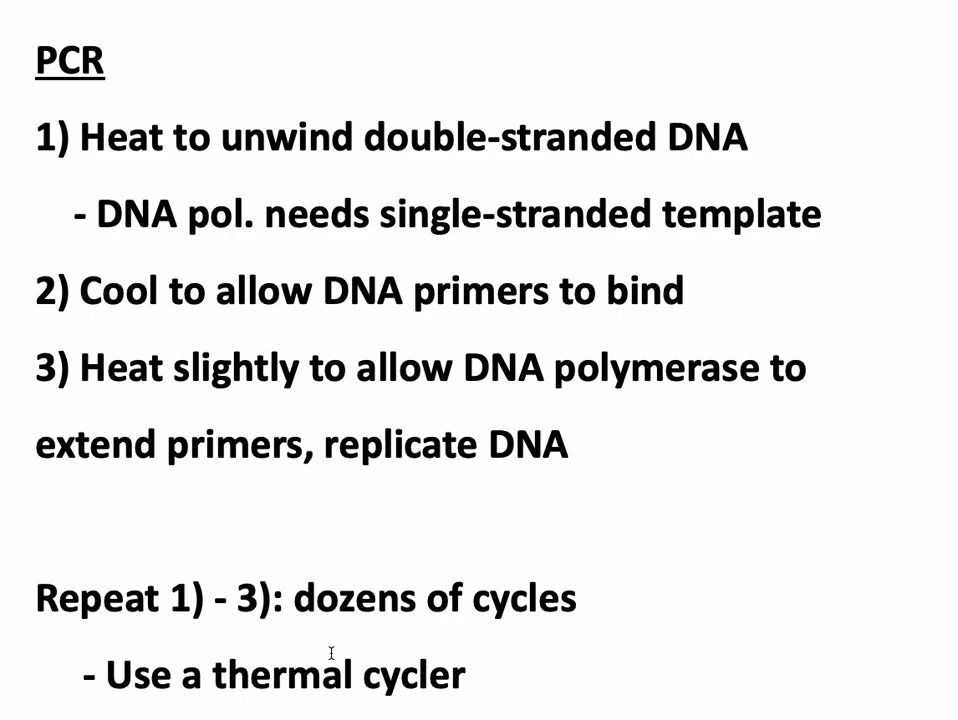 PCR
1) Heat to unwind double-stranded DNA
- DNA pol. needs single-stranded template
2) Cool to allow DNA primers to bind
3) Heat slightly to allow DNA polymerase to
extend primers, replicate DNA
Repeat 1) - 3): dozens of cycles
- Use a thermal cycler